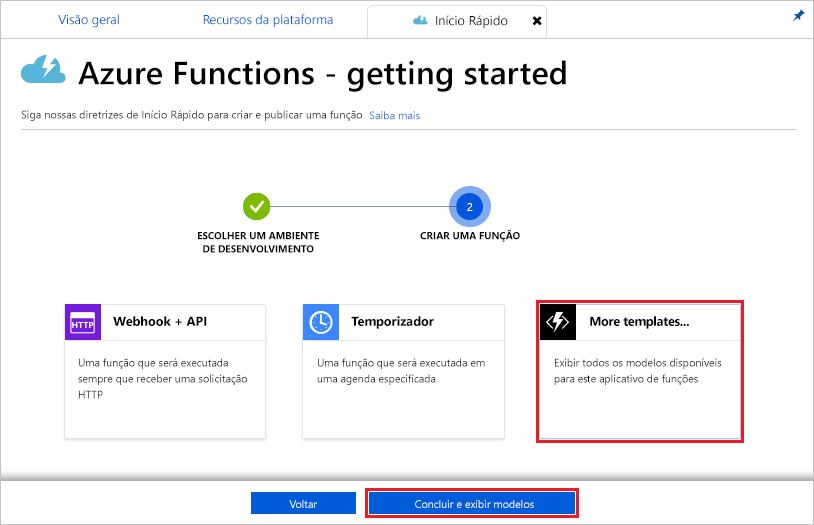 Visão geral
Recursos da plataforma
Início Rápido
Azure Functions - getting started
Siga nossas diretrizes de Início Rápido para criar e publicar uma função Saiba mais
2
ESCOLHER UM AMBIENTE
DE DESENVOLVIMENTO
CRIAR UMA FUNÇÃO
HTTP
Webhook + API
Uma função que será executada
sempre que receber uma solicitação
HTTP
Temporizador
Uma função que será executada em
uma agenda especificada
More templates...
Exibir todos os modelos disponíveis
para este aplicativo de funções
Voltar
Concluir e exibir modelos